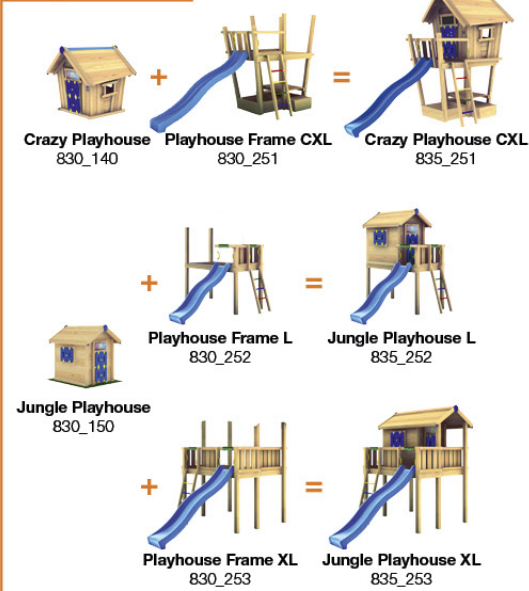 + =
Crazy Playhouse Playhouse Frame CXL Crazy Playhouse CXL
830_140 830_251 835_251
+ =
Playhouse Frame L Jungle Playhouse L
830_252 835_252
Jungle Playhouse
830_150
+ =
Playhouse Frame XL Jungle Playhouse XL
830_253 835_253